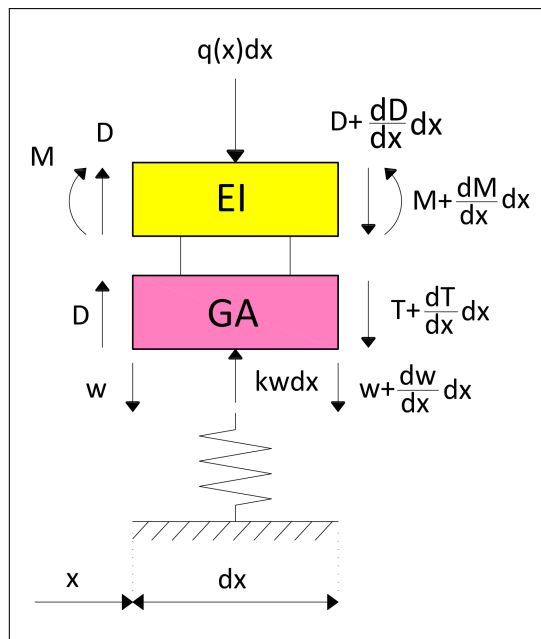 q(x)dx
D
D+ dD/dx dx
M
EI
M+ dM/dx dx
D
GA
T+ dT/dx dx
w
kwdx
w+ dw/dx dx
x
dx